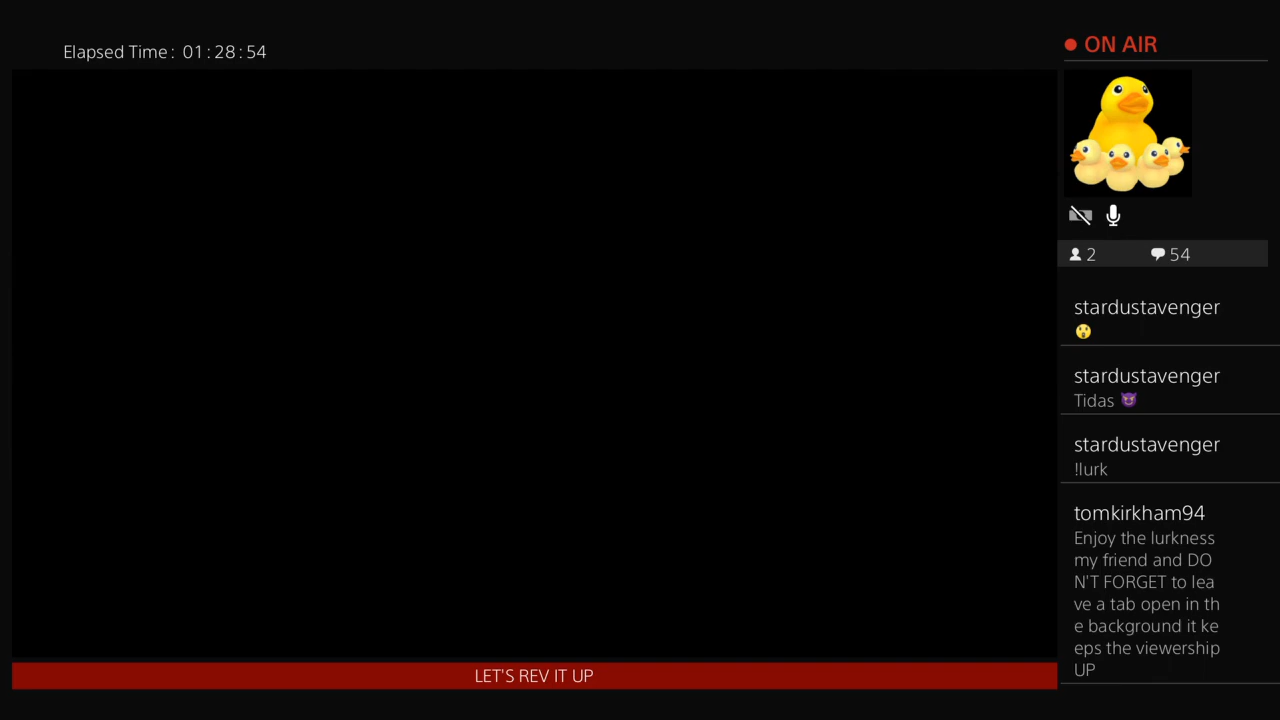 Elapsed Time: 01:28:54
ON AIR
2 54
stardustavenger
😲
stardustavenger
Tidas 😈
stardustavenger
!lurk
tomkirkham94
Enjoy the lurkness
my friend and DO
N'T FORGET to lea
ve a tab open in th
e background it ke
eps the viewership
UP
LET'S REV IT UP